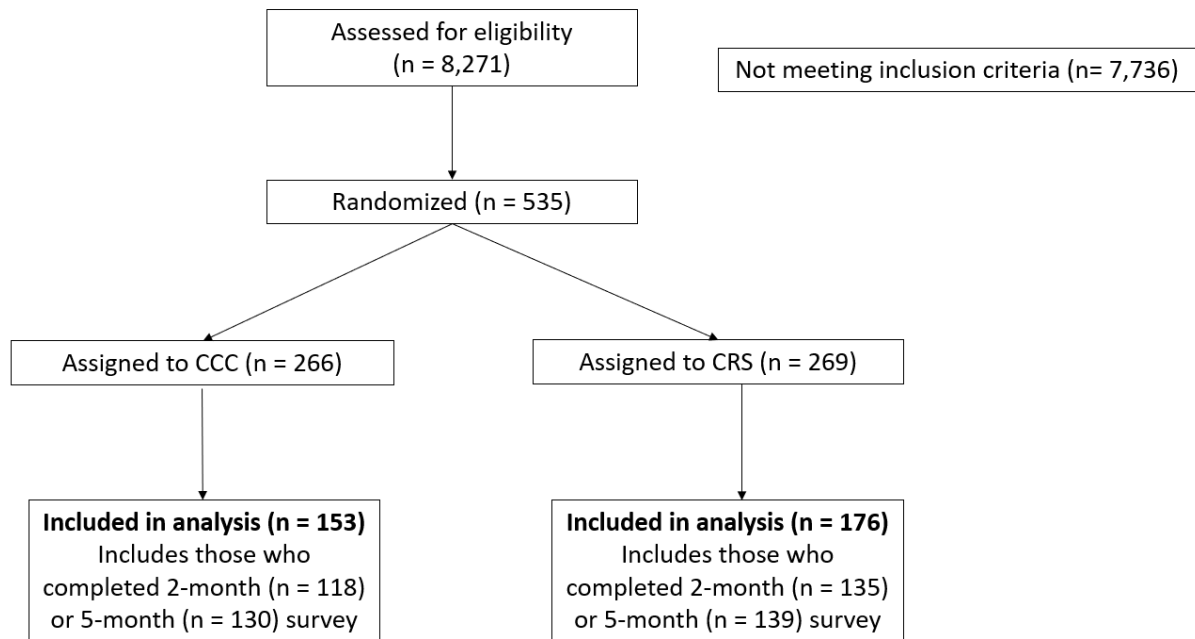 Assessed for eligibility
(n = 8,271)
Not meeting inclusion criteria (n= 7,736)
Randomized (n = 535)
Assigned to CCC (n = 266)
Assigned to CRS (n = 269)
Included in analysis (n = 153)
Includes those who
completed 2-month (n = 118)
or 5-month (n = 130) survey
Included in analysis (n = 176)
Includes those who
completed 2-month (n = 135)
or 5-month (n = 139) survey